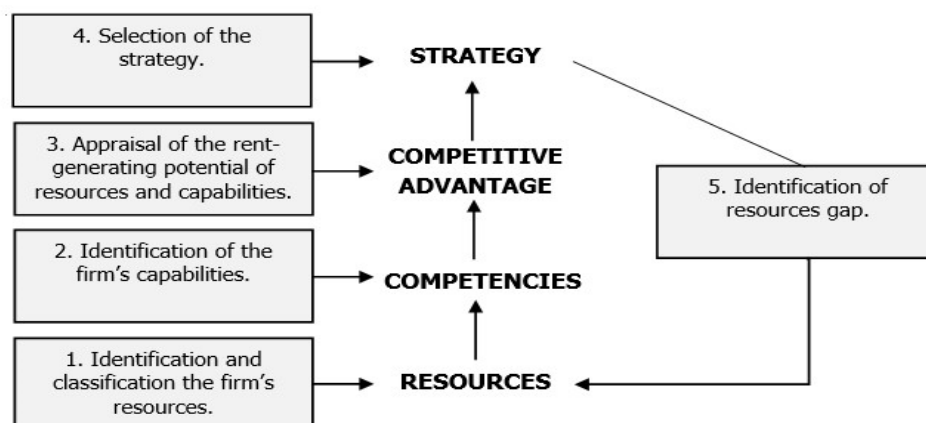 4. Selection of the
strategy.
STRATEGY
3. Appraisal of the rent-
generating potential of
resources and capabilities.
COMPETITIVE
ADVANTAGE
5. Identification of
resources gap.
2. Identification of the
firm’s capabilities.
COMPETENCIES
1. Identification and
classification the firm’s
resources.
RESOURCES